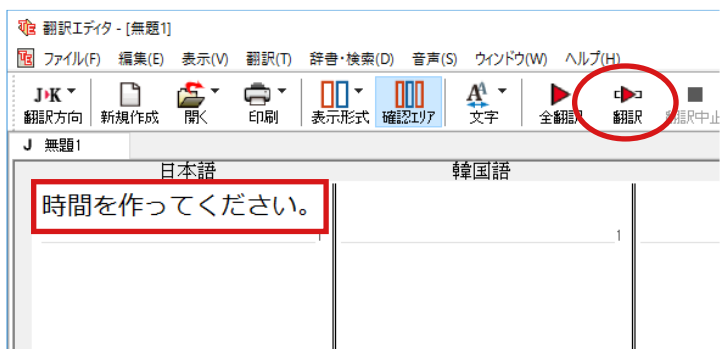 翻訳エディタ - [無題1]
ファイル(F) 編集(E) 表示(V) 翻訳(T) 辞書・検索(D) 音声(S) ウィンドウ(W) ヘルプ(H)
J▸K
翻訳方向 新規作成 開く 印刷 表示形式 確認エリア 文字 全翻訳 翻訳 翻訳中止
J 無題1
日本語 韓国語
時間を作ってください。
1 1